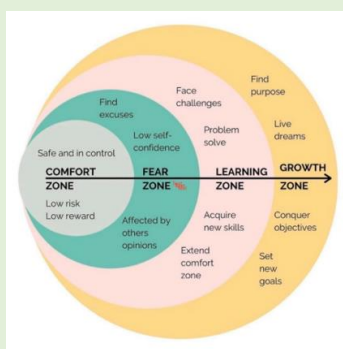 Find
excuses
Face
challenges
Find
purpose
Safe and in control
Low self-
confidence
Problem
solve
Live
dreams
COMFORT
ZONE
FEAR
ZONE
LEARNING
ZONE
GROWTH
ZONE
Low risk
Low reward
Affected by
others
opinions
Acquire
new skills
Extend
comfort
zone
Conquer
objectives
Set
new
goals